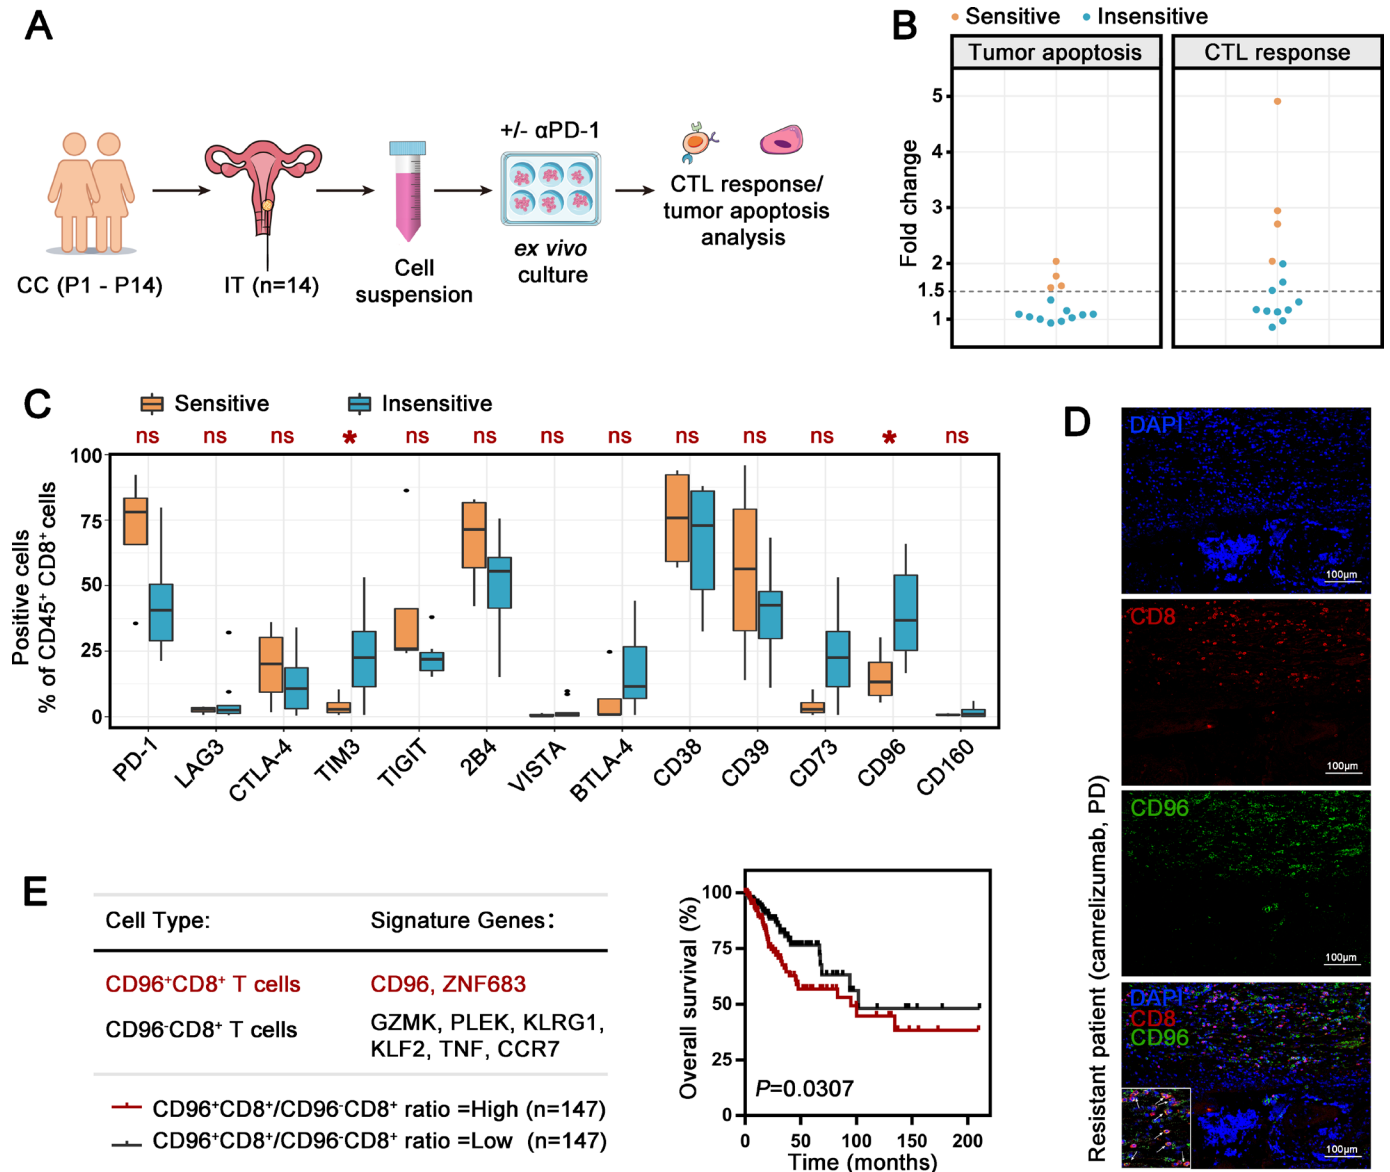 A
CC (P1 - P14)
IT (n=14)
Cell
suspension
+/- αPD-1
ex vivo
culture
CTL response/
tumor apoptosis
analysis
B
Sensitive
Insensitive
Tumor apoptosis
CTL response
Fold change
5
4
3
2
1.5
1
C
Sensitive
Insensitive
ns
ns
ns
*
ns
ns
ns
ns
ns
ns
ns
*
ns
Positive cells
% of CD45⁺ CD8⁺ cells
100
75
50
25
0
PD-1
LAG3
CTLA-4
TIM3
TIGIT
2B4
VISTA
BTLA-4
CD38
CD39
CD73
CD96
CD160
D
Resistant patient (camrelizumab, PD)
DAPI
100μm
CD8
100μm
CD96
100μm
DAPI
CD8
CD96
100μm
E
Cell Type:
Signature Genes:
CD96⁺CD8⁺ T cells
CD96, ZNF683
CD96⁻CD8⁺ T cells
GZMK, PLEK, KLRG1,
KLF2, TNF, CCR7
CD96⁺CD8⁺/CD96⁻CD8⁺ ratio =High (n=147)
CD96⁺CD8⁺/CD96⁻CD8⁺ ratio =Low (n=147)
Overall survival (%)
100
75
50
25
0
P=0.0307
0
50
100
150
200
Time (months)